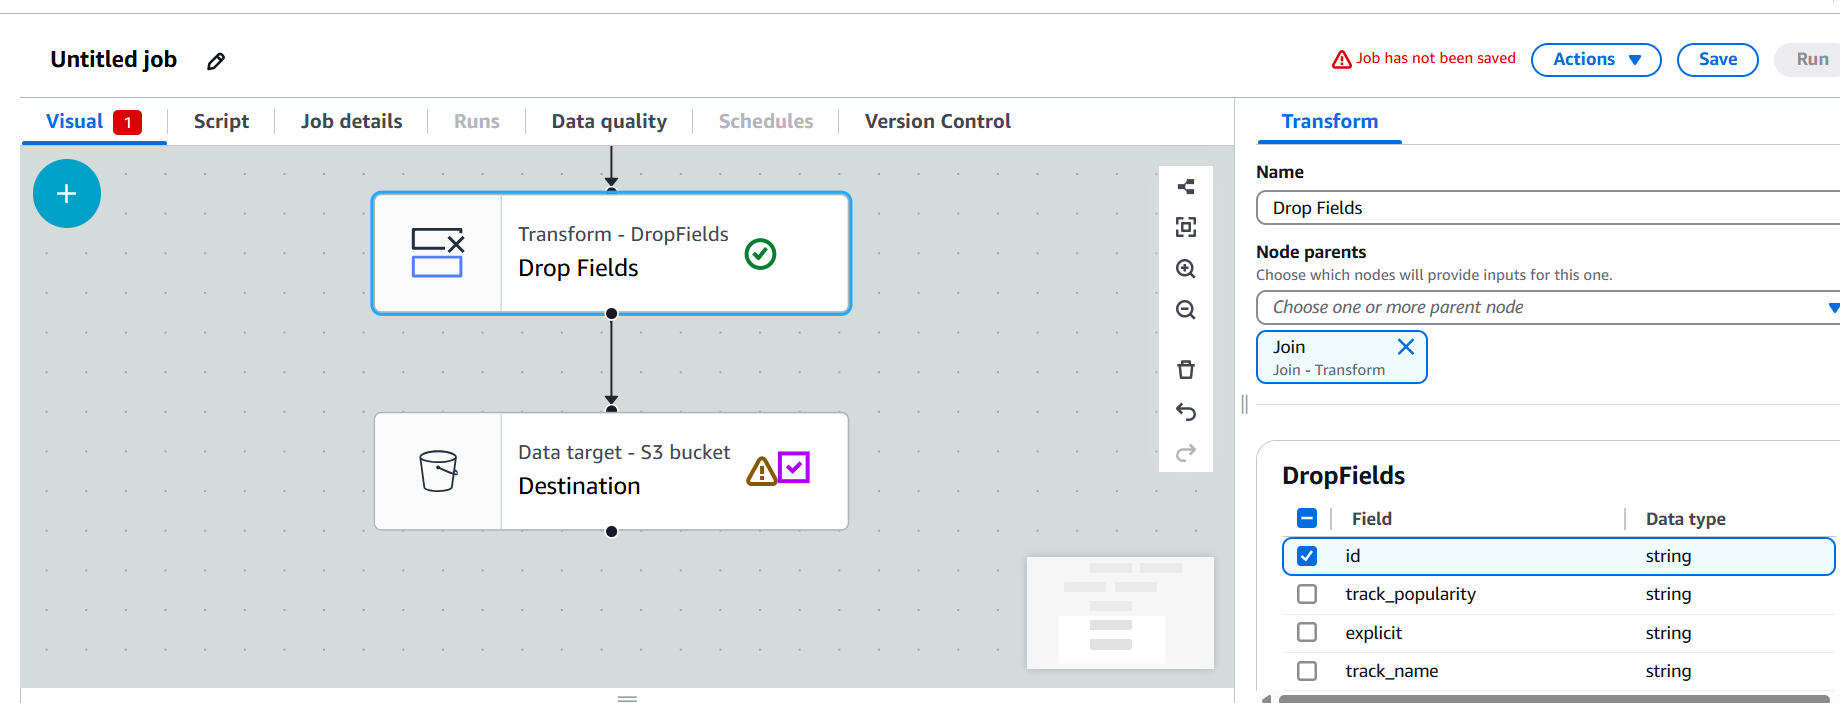 Untitled job
Job has not been saved
Actions
Save
Run
Visual 1
Script
Job details
Runs
Data quality
Schedules
Version Control
Transform - DropFields
Drop Fields
Data target - S3 bucket
Destination
Transform
Name
Drop Fields
Node parents
Choose which nodes will provide inputs for this one.
Choose one or more parent node
Join
Join - Transform
DropFields
Field Data type
id string
track_popularity string
explicit string
track_name string